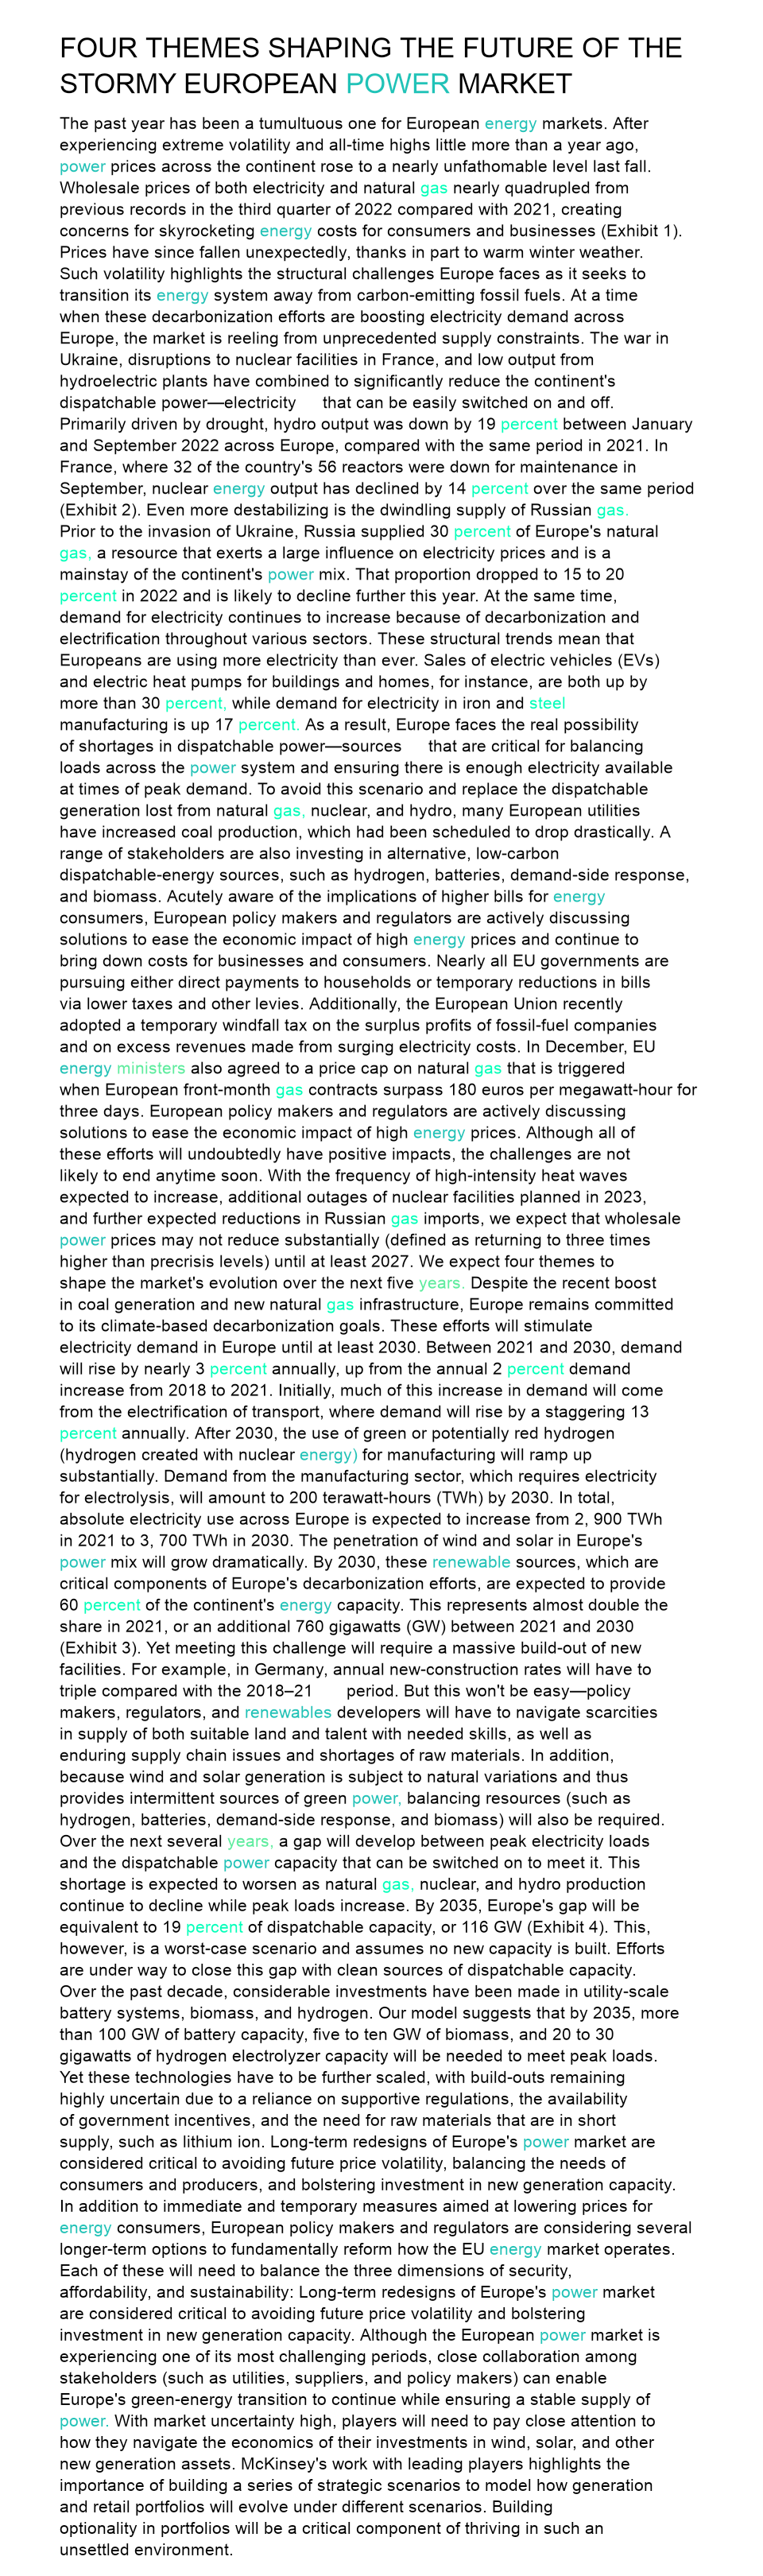 FOUR THEMES SHAPING THE FUTURE OF THE
STORMY EUROPEAN POWER MARKET
The past year has been a tumultuous one for European energy markets. After
experiencing extreme volatility and all-time highs little more than a year ago,
power prices across the continent rose to a nearly unfathomable level last fall.
Wholesale prices of both electricity and natural gas nearly quadrupled from
previous records in the third quarter of 2022 compared with 2021, creating
concerns for skyrocketing energy costs for consumers and businesses (Exhibit 1).
Prices have since fallen unexpectedly, thanks in part to warm winter weather.
Such volatility highlights the structural challenges Europe faces as it seeks to
transition its energy system away from carbon-emitting fossil fuels. At a time
when these decarbonization efforts are boosting electricity demand across
Europe, the market is reeling from unprecedented supply constraints. The war in
Ukraine, disruptions to nuclear facilities in France, and low output from
hydroelectric plants have combined to significantly reduce the continent's
dispatchable power—electricity that can be easily switched on and off.
Primarily driven by drought, hydro output was down by 19 percent between January
and September 2022 across Europe, compared with the same period in 2021. In
France, where 32 of the country's 56 reactors were down for maintenance in
September, nuclear energy output has declined by 14 percent over the same period
(Exhibit 2). Even more destabilizing is the dwindling supply of Russian gas.
Prior to the invasion of Ukraine, Russia supplied 30 percent of Europe's natural
gas, a resource that exerts a large influence on electricity prices and is a
mainstay of the continent's power mix. That proportion dropped to 15 to 20
percent in 2022 and is likely to decline further this year. At the same time,
demand for electricity continues to increase because of decarbonization and
electrification throughout various sectors. These structural trends mean that
Europeans are using more electricity than ever. Sales of electric vehicles (EVs)
and electric heat pumps for buildings and homes, for instance, are both up by
more than 30 percent, while demand for electricity in iron and steel
manufacturing is up 17 percent. As a result, Europe faces the real possibility
of shortages in dispatchable power—sources that are critical for balancing
loads across the power system and ensuring there is enough electricity available
at times of peak demand. To avoid this scenario and replace the dispatchable
generation lost from natural gas, nuclear, and hydro, many European utilities
have increased coal production, which had been scheduled to drop drastically. A
range of stakeholders are also investing in alternative, low-carbon
dispatchable-energy sources, such as hydrogen, batteries, demand-side response,
and biomass. Acutely aware of the implications of higher bills for energy
consumers, European policy makers and regulators are actively discussing
solutions to ease the economic impact of high energy prices and continue to
bring down costs for businesses and consumers. Nearly all EU governments are
pursuing either direct payments to households or temporary reductions in bills
via lower taxes and other levies. Additionally, the European Union recently
adopted a temporary windfall tax on the surplus profits of fossil-fuel companies
and on excess revenues made from surging electricity costs. In December, EU
energy ministers also agreed to a price cap on natural gas that is triggered
when European front-month gas contracts surpass 180 euros per megawatt-hour for
three days. European policy makers and regulators are actively discussing
solutions to ease the economic impact of high energy prices. Although all of
these efforts will undoubtedly have positive impacts, the challenges are not
likely to end anytime soon. With the frequency of high-intensity heat waves
expected to increase, additional outages of nuclear facilities planned in 2023,
and further expected reductions in Russian gas imports, we expect that wholesale
power prices may not reduce substantially (defined as returning to three times
higher than precrisis levels) until at least 2027. We expect four themes to
shape the market's evolution over the next five years. Despite the recent boost
in coal generation and new natural gas infrastructure, Europe remains committed
to its climate-based decarbonization goals. These efforts will stimulate
electricity demand in Europe until at least 2030. Between 2021 and 2030, demand
will rise by nearly 3 percent annually, up from the annual 2 percent demand
increase from 2018 to 2021. Initially, much of this increase in demand will come
from the electrification of transport, where demand will rise by a staggering 13
percent annually. After 2030, the use of green or potentially red hydrogen
(hydrogen created with nuclear energy) for manufacturing will ramp up
substantially. Demand from the manufacturing sector, which requires electricity
for electrolysis, will amount to 200 terawatt-hours (TWh) by 2030. In total,
absolute electricity use across Europe is expected to increase from 2, 900 TWh
in 2021 to 3, 700 TWh in 2030. The penetration of wind and solar in Europe's
power mix will grow dramatically. By 2030, these renewable sources, which are
critical components of Europe's decarbonization efforts, are expected to provide
60 percent of the continent's energy capacity. This represents almost double the
share in 2021, or an additional 760 gigawatts (GW) between 2021 and 2030
(Exhibit 3). Yet meeting this challenge will require a massive build-out of new
facilities. For example, in Germany, annual new-construction rates will have to
triple compared with the 2018–21 period. But this won't be easy—policy
makers, regulators, and renewables developers will have to navigate scarcities
in supply of both suitable land and talent with needed skills, as well as
enduring supply chain issues and shortages of raw materials. In addition,
because wind and solar generation is subject to natural variations and thus
provides intermittent sources of green power, balancing resources (such as
hydrogen, batteries, demand-side response, and biomass) will also be required.
Over the next several years, a gap will develop between peak electricity loads
and the dispatchable power capacity that can be switched on to meet it. This
shortage is expected to worsen as natural gas, nuclear, and hydro production
continue to decline while peak loads increase. By 2035, Europe's gap will be
equivalent to 19 percent of dispatchable capacity, or 116 GW (Exhibit 4). This,
however, is a worst-case scenario and assumes no new capacity is built. Efforts
are under way to close this gap with clean sources of dispatchable capacity.
Over the past decade, considerable investments have been made in utility-scale
battery systems, biomass, and hydrogen. Our model suggests that by 2035, more
than 100 GW of battery capacity, five to ten GW of biomass, and 20 to 30
gigawatts of hydrogen electrolyzer capacity will be needed to meet peak loads.
Yet these technologies have to be further scaled, with build-outs remaining
highly uncertain due to a reliance on supportive regulations, the availability
of government incentives, and the need for raw materials that are in short
supply, such as lithium ion. Long-term redesigns of Europe's power market are
considered critical to avoiding future price volatility, balancing the needs of
consumers and producers, and bolstering investment in new generation capacity.
In addition to immediate and temporary measures aimed at lowering prices for
energy consumers, European policy makers and regulators are considering several
longer-term options to fundamentally reform how the EU energy market operates.
Each of these will need to balance the three dimensions of security,
affordability, and sustainability: Long-term redesigns of Europe's power market
are considered critical to avoiding future price volatility and bolstering
investment in new generation capacity. Although the European power market is
experiencing one of its most challenging periods, close collaboration among
stakeholders (such as utilities, suppliers, and policy makers) can enable
Europe's green-energy transition to continue while ensuring a stable supply of
power. With market uncertainty high, players will need to pay close attention to
how they navigate the economics of their investments in wind, solar, and other
new generation assets. McKinsey's work with leading players highlights the
importance of building a series of strategic scenarios to model how generation
and retail portfolios will evolve under different scenarios. Building
optionality in portfolios will be a critical component of thriving in such an
unsettled environment.